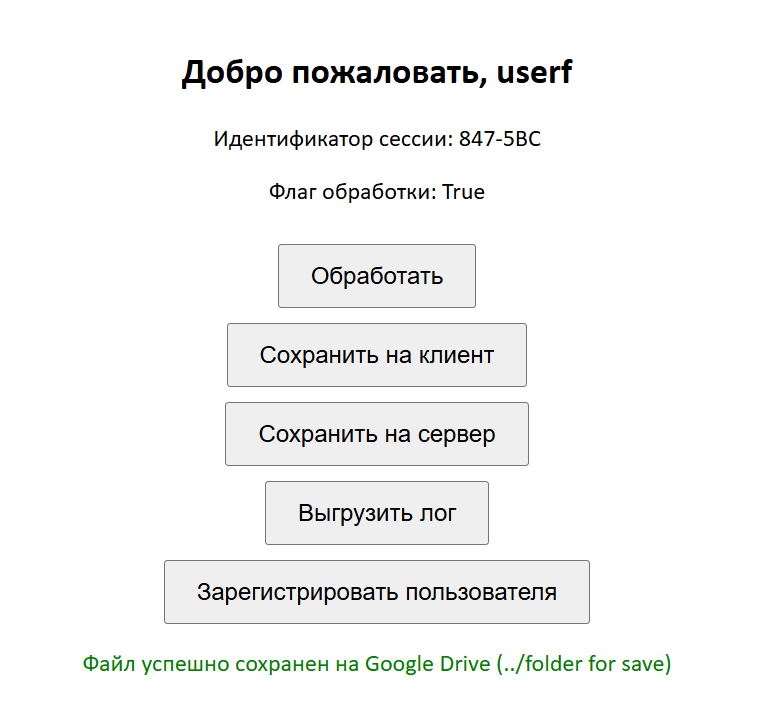 Добро пожаловать, userf
Идентификатор сессии: 847-5BC
Флаг обработки: True
Обработать
Сохранить на клиент
Сохранить на сервер
Выгрузить лог
Зарегистрировать пользователя
Файл успешно сохранен на Google Drive (../folder for save)